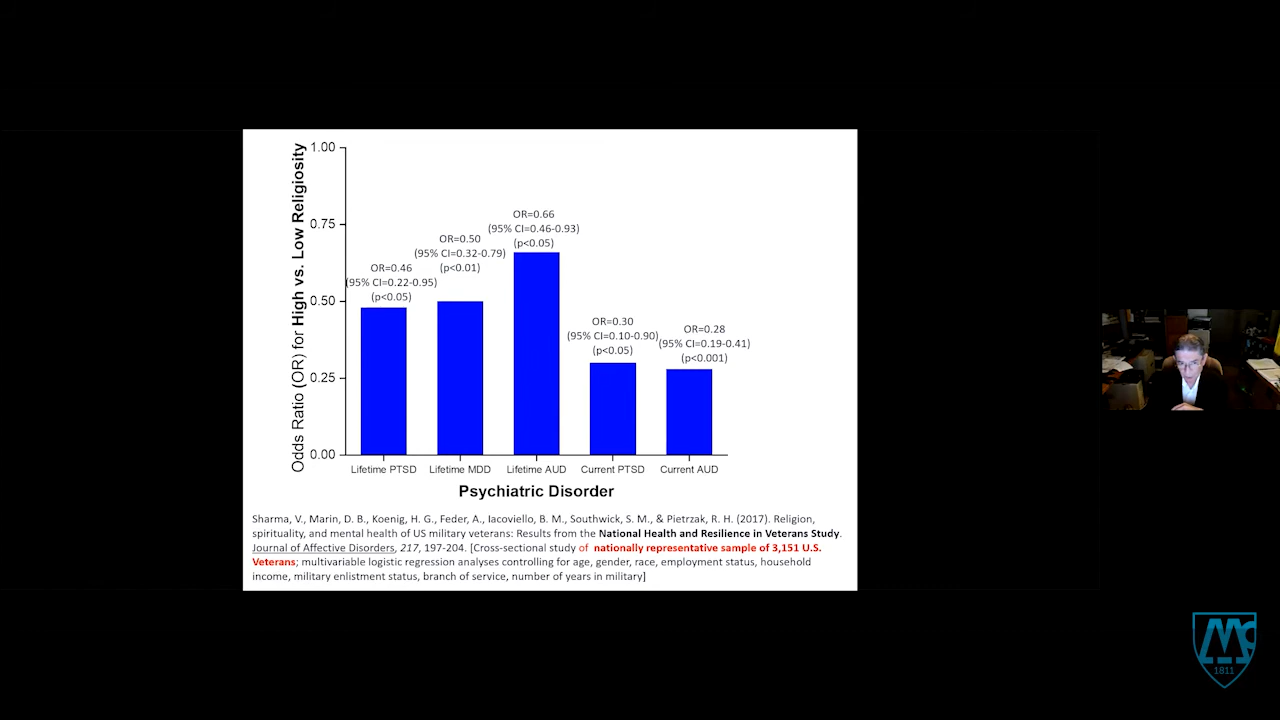 Odds Ratio (OR) for High vs. Low Religiosity
1.00
0.75
0.50
0.25
0.00
OR=0.46
(95% CI=0.22-0.95)
(p<0.05)
OR=0.50
(95% CI=0.32-0.79)
(p<0.01)
OR=0.66
(95% CI=0.46-0.93)
(p<0.05)
OR=0.30
(95% CI=0.10-0.90)
(p<0.05)
OR=0.28
(95% CI=0.19-0.41)
(p<0.001)
Lifetime PTSD
Lifetime MDD
Lifetime AUD
Current PTSD
Current AUD
Psychiatric Disorder
Sharma, V., Marin, D. B., Koenig, H. G., Feder, A., Iacoviello, B. M., Southwick, S. M., & Pietrzak, R. H. (2017). Religion,
spirituality, and mental health of US military veterans: Results from the National Health and Resilience in Veterans Study.
Journal of Affective Disorders, 217, 197-204. [Cross-sectional study of nationally representative sample of 3,151 U.S.
Veterans; multivariable logistic regression analyses controlling for age, gender, race, employment status, household
income, military enlistment status, branch of service, number of years in military]
1811